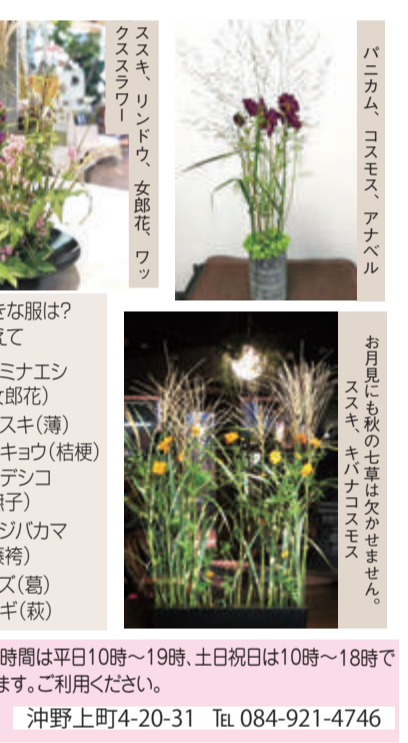 ススキ、リンドウ、女郎花、ワッ
クスフラワー
パニカム、コスモス、アナベル
きな服は?
えて
ミナエシ
女郎花)
スキ(薄)
キョウ(桔梗)
デシコ
撫子)
ジバカマ
藤袴)
ズ(葛)
ギ(萩)
お月見にも秋の七草は欠かせません。
ススキ、キバナコスモス
時間は平日10時～19時、土日祝日は10時～18時で
ます。ご利用ください。
沖野上町4-20-31 ℡ 084-921-4746